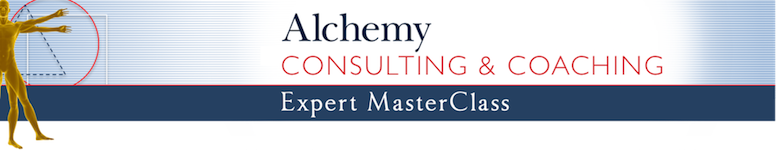 Alchemy
CONSULTING & COACHING
Expert MasterClass